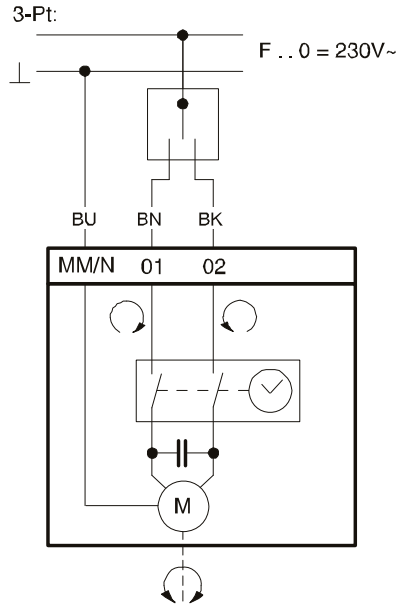 3-Pt:
F . . 0 = 230V~
BU BN BK
MM/N 01 02
M